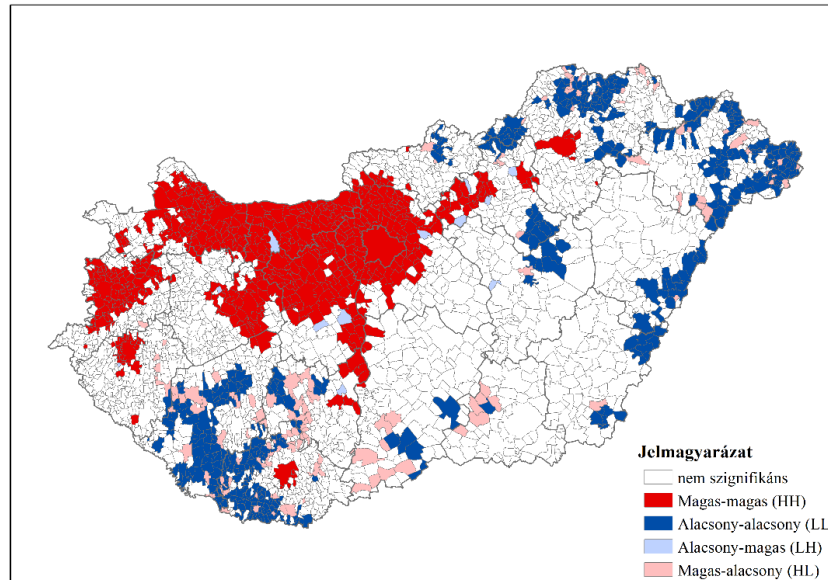 Jelmagyarázat
nem szignifikáns
Magas-magas (HH)
Alacsony-alacsony (LL
Alacsony-magas (LH)
Magas-alacsony (HL)